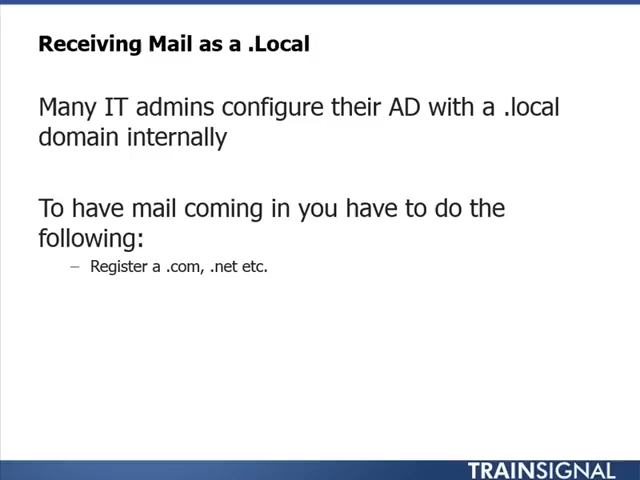 Receiving Mail as a .Local
Many IT admins configure their AD with a .local
domain internally
To have mail coming in you have to do the
following:
– Register a .com, .net etc.
TRAINSIGNAL